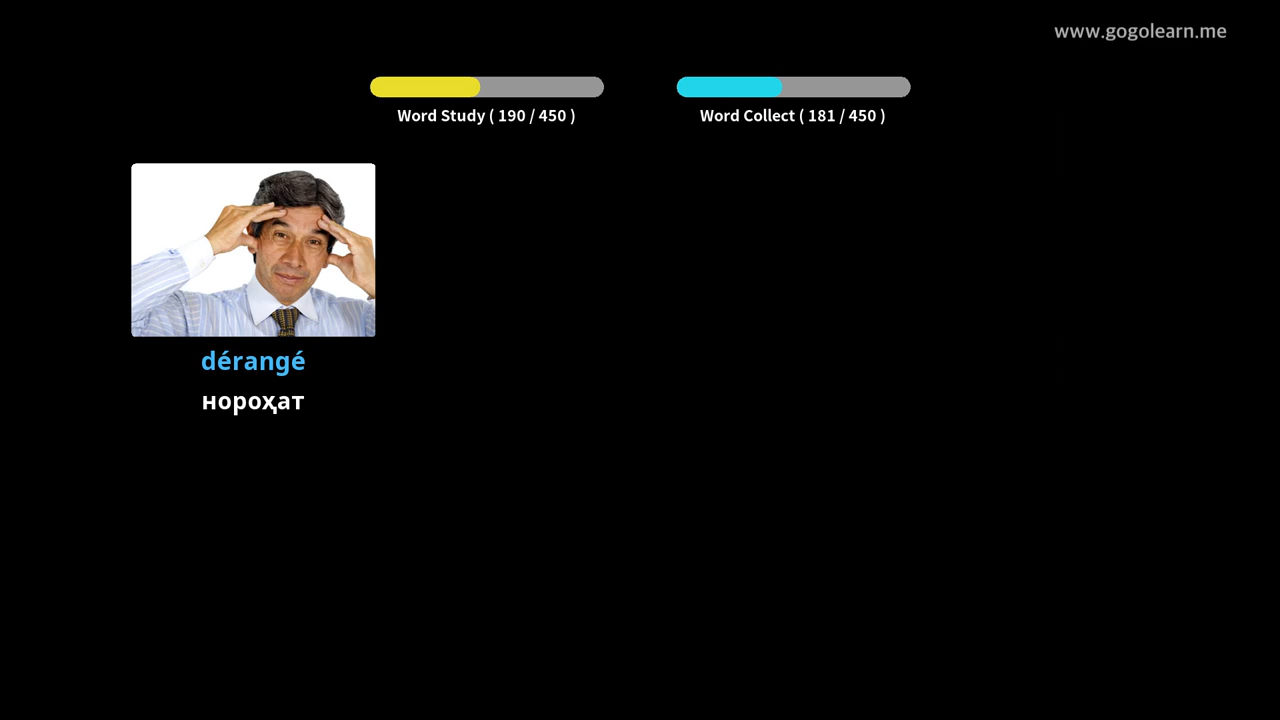 www.gogolearn.me
Word Study ( 190 / 450 )
Word Collect ( 181 / 450 )
dérangé
нороҳат